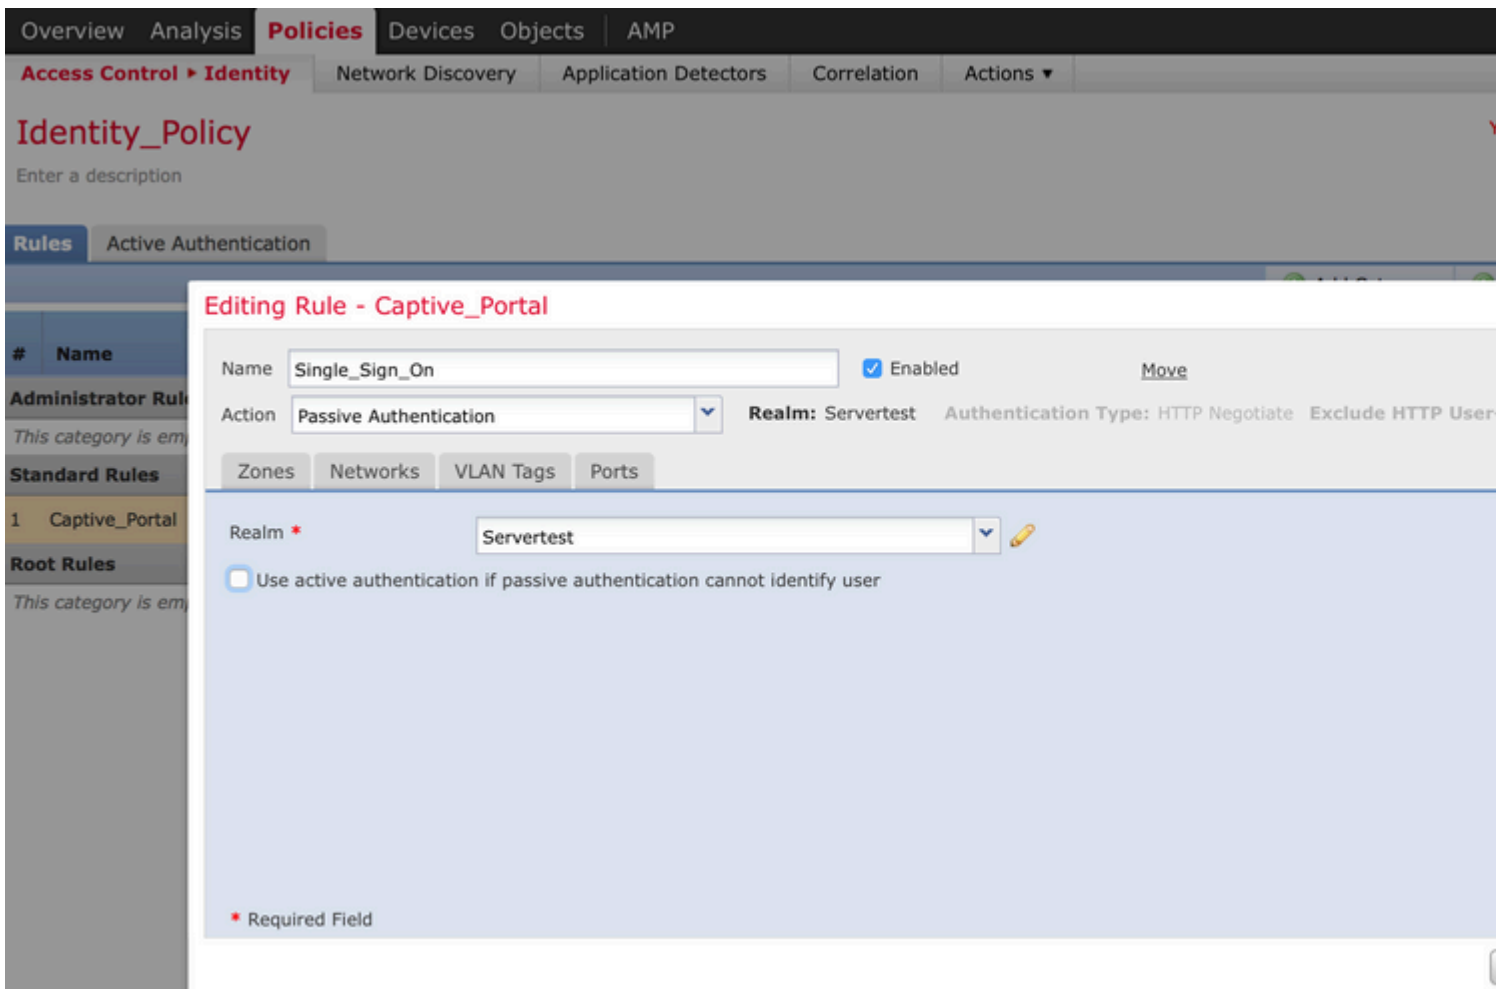 Overview Analysis Policies Devices Objects AMP
Access Control ▸ Identity Network Discovery Application Detectors Correlation Actions ▾
Identity_Policy
Enter a description
Rules Active Authentication
Editing Rule - Captive_Portal
# Name
Name Single_Sign_On Enabled Move
Administrator Rul
Action Passive Authentication Realm: Servertest Authentication Type: HTTP Negotiate Exclude HTTP User-
This category is em
Standard Rules Zones Networks VLAN Tags Ports
1 Captive_Portal
Realm * Servertest
Root Rules
Use active authentication if passive authentication cannot identify user
This category is em
* Required Field